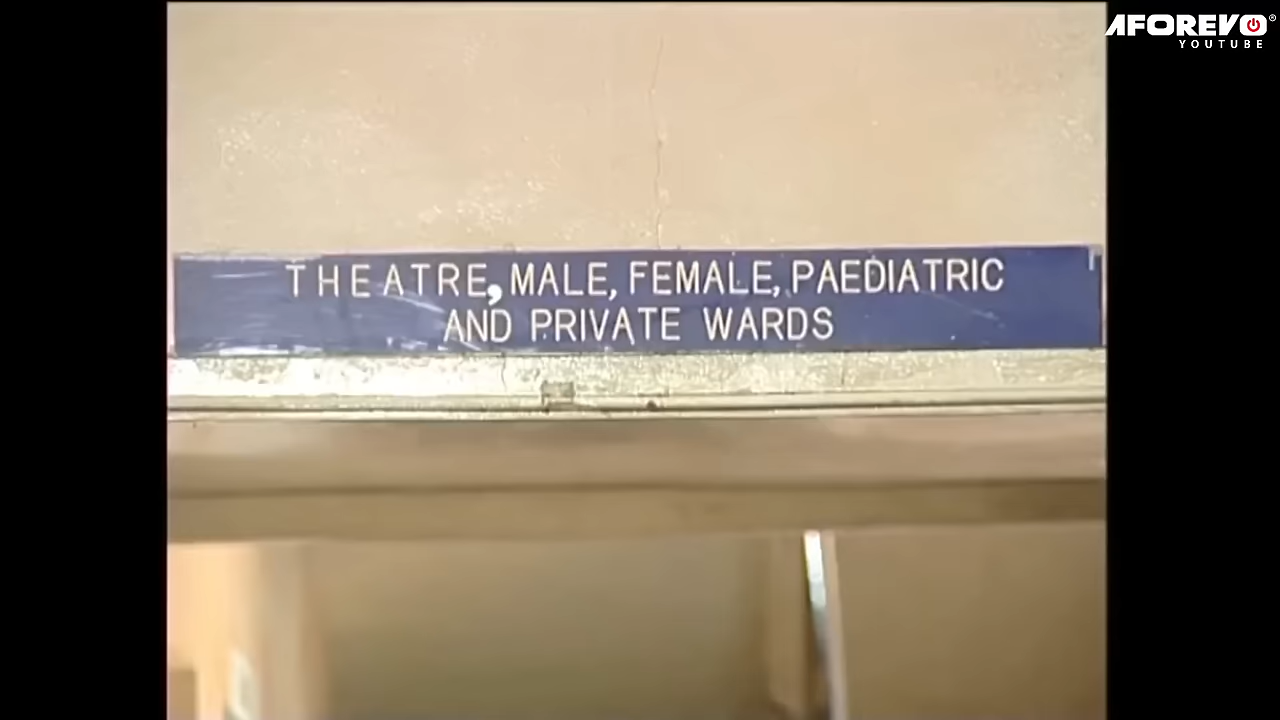 AFOREVO®
YOUTUBE
THEATRE, MALE, FEMALE, PAEDIATRIC
AND PRIVATE WARDS